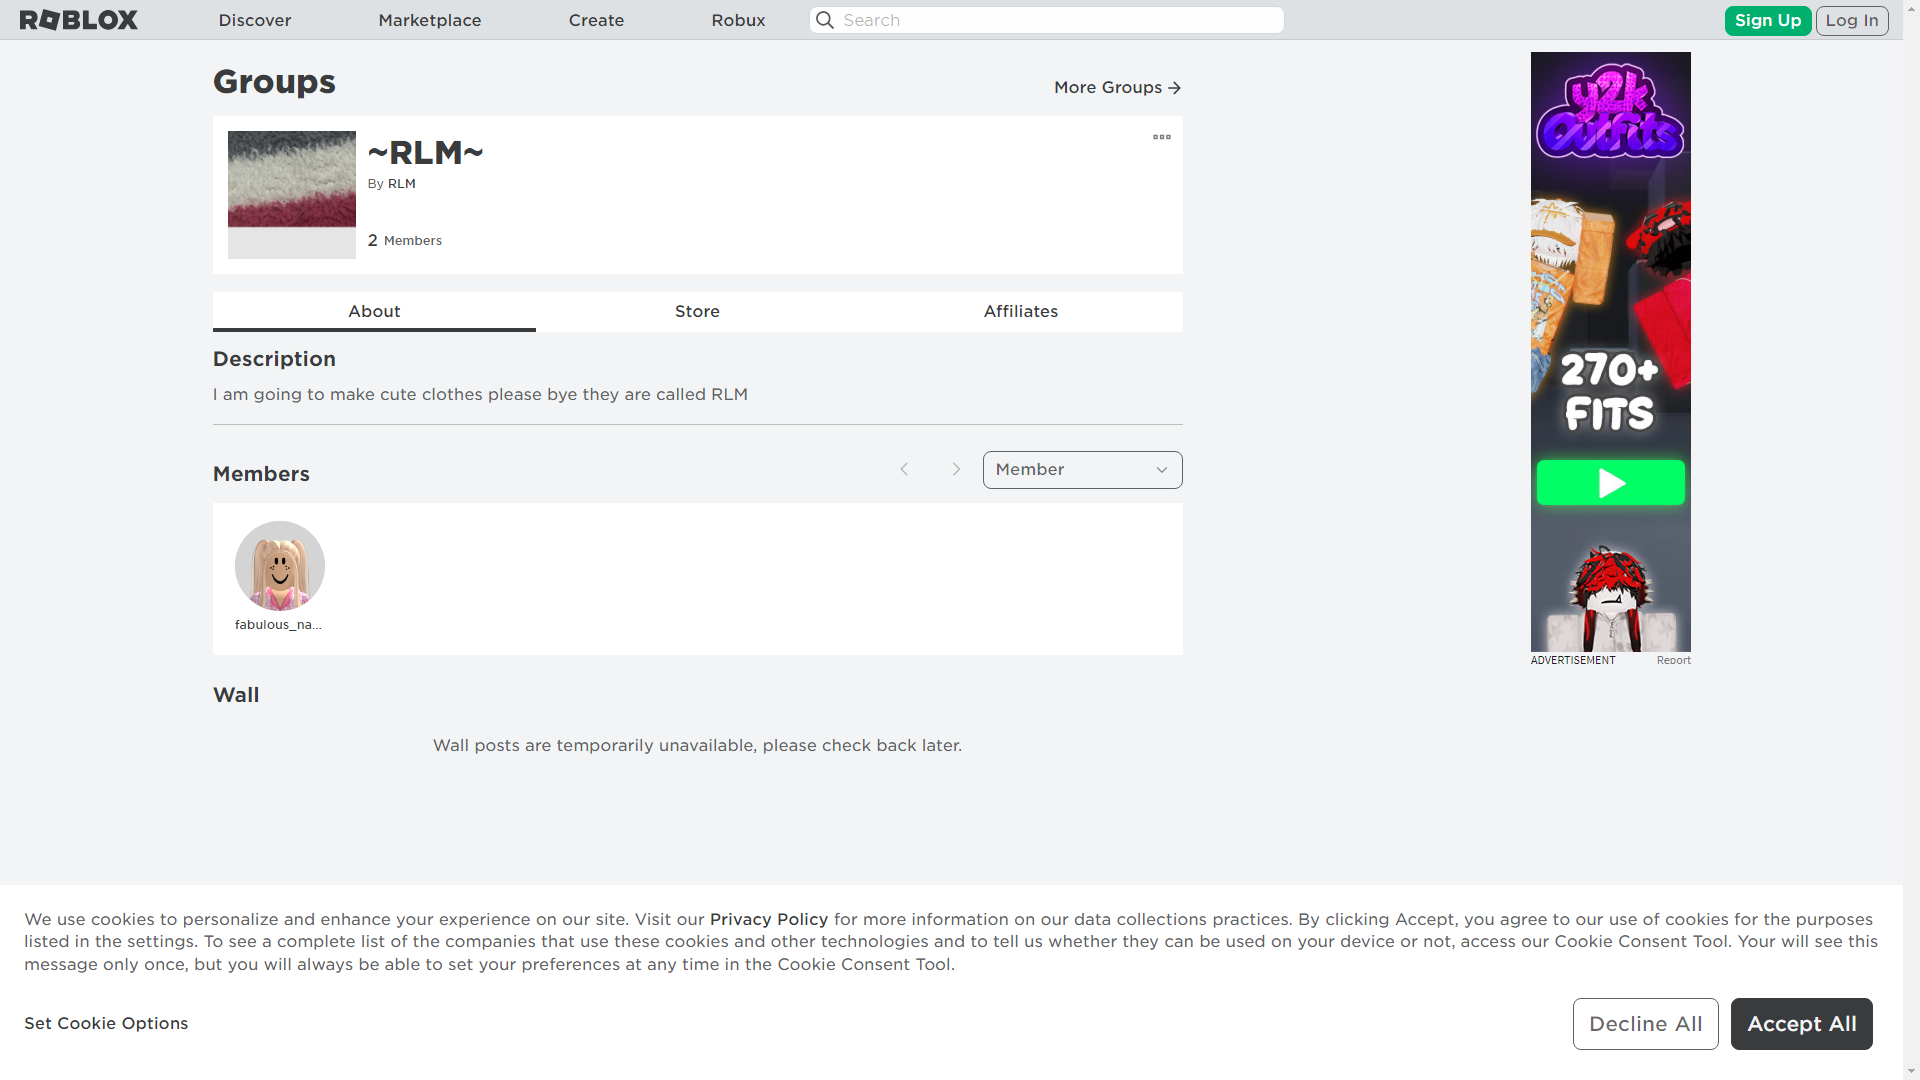 ROBLOX
Discover
Marketplace
Create
Robux
Search
Sign Up
Log In
Groups
More Groups
~RLM~
By RLM
2 Members
About
Store
Affiliates
Description
I am going to make cute clothes please bye they are called RLM
Members
Member
fabulous_na...
Wall
Wall posts are temporarily unavailable, please check back later.
y2k
Outfits
270+
FITS
ADVERTISEMENT
Report
We use cookies to personalize and enhance your experience on our site. Visit our Privacy Policy for more information on our data collections practices. By clicking Accept, you agree to our use of cookies for the purposes
listed in the settings. To see a complete list of the companies that use these cookies and other technologies and to tell us whether they can be used on your device or not, access our Cookie Consent Tool. Your will see this
message only once, but you will always be able to set your preferences at any time in the Cookie Consent Tool.
Set Cookie Options
Decline All
Accept All